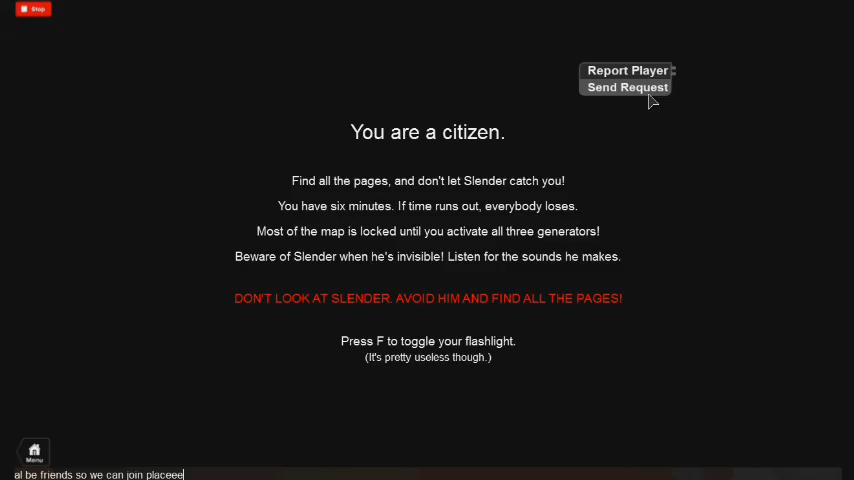 Stop
Report Player
Send Request
You are a citizen.
Find all the pages, and don't let Slender catch you!
You have six minutes. If time runs out, everybody loses.
Most of the map is locked until you activate all three generators!
Beware of Slender when he's invisible! Listen for the sounds he makes.
DON'T LOOK AT SLENDER. AVOID HIM AND FIND ALL THE PAGES!
Press F to toggle your flashlight.
(It's pretty useless though.)
Menu
al be friends so we can join placeee